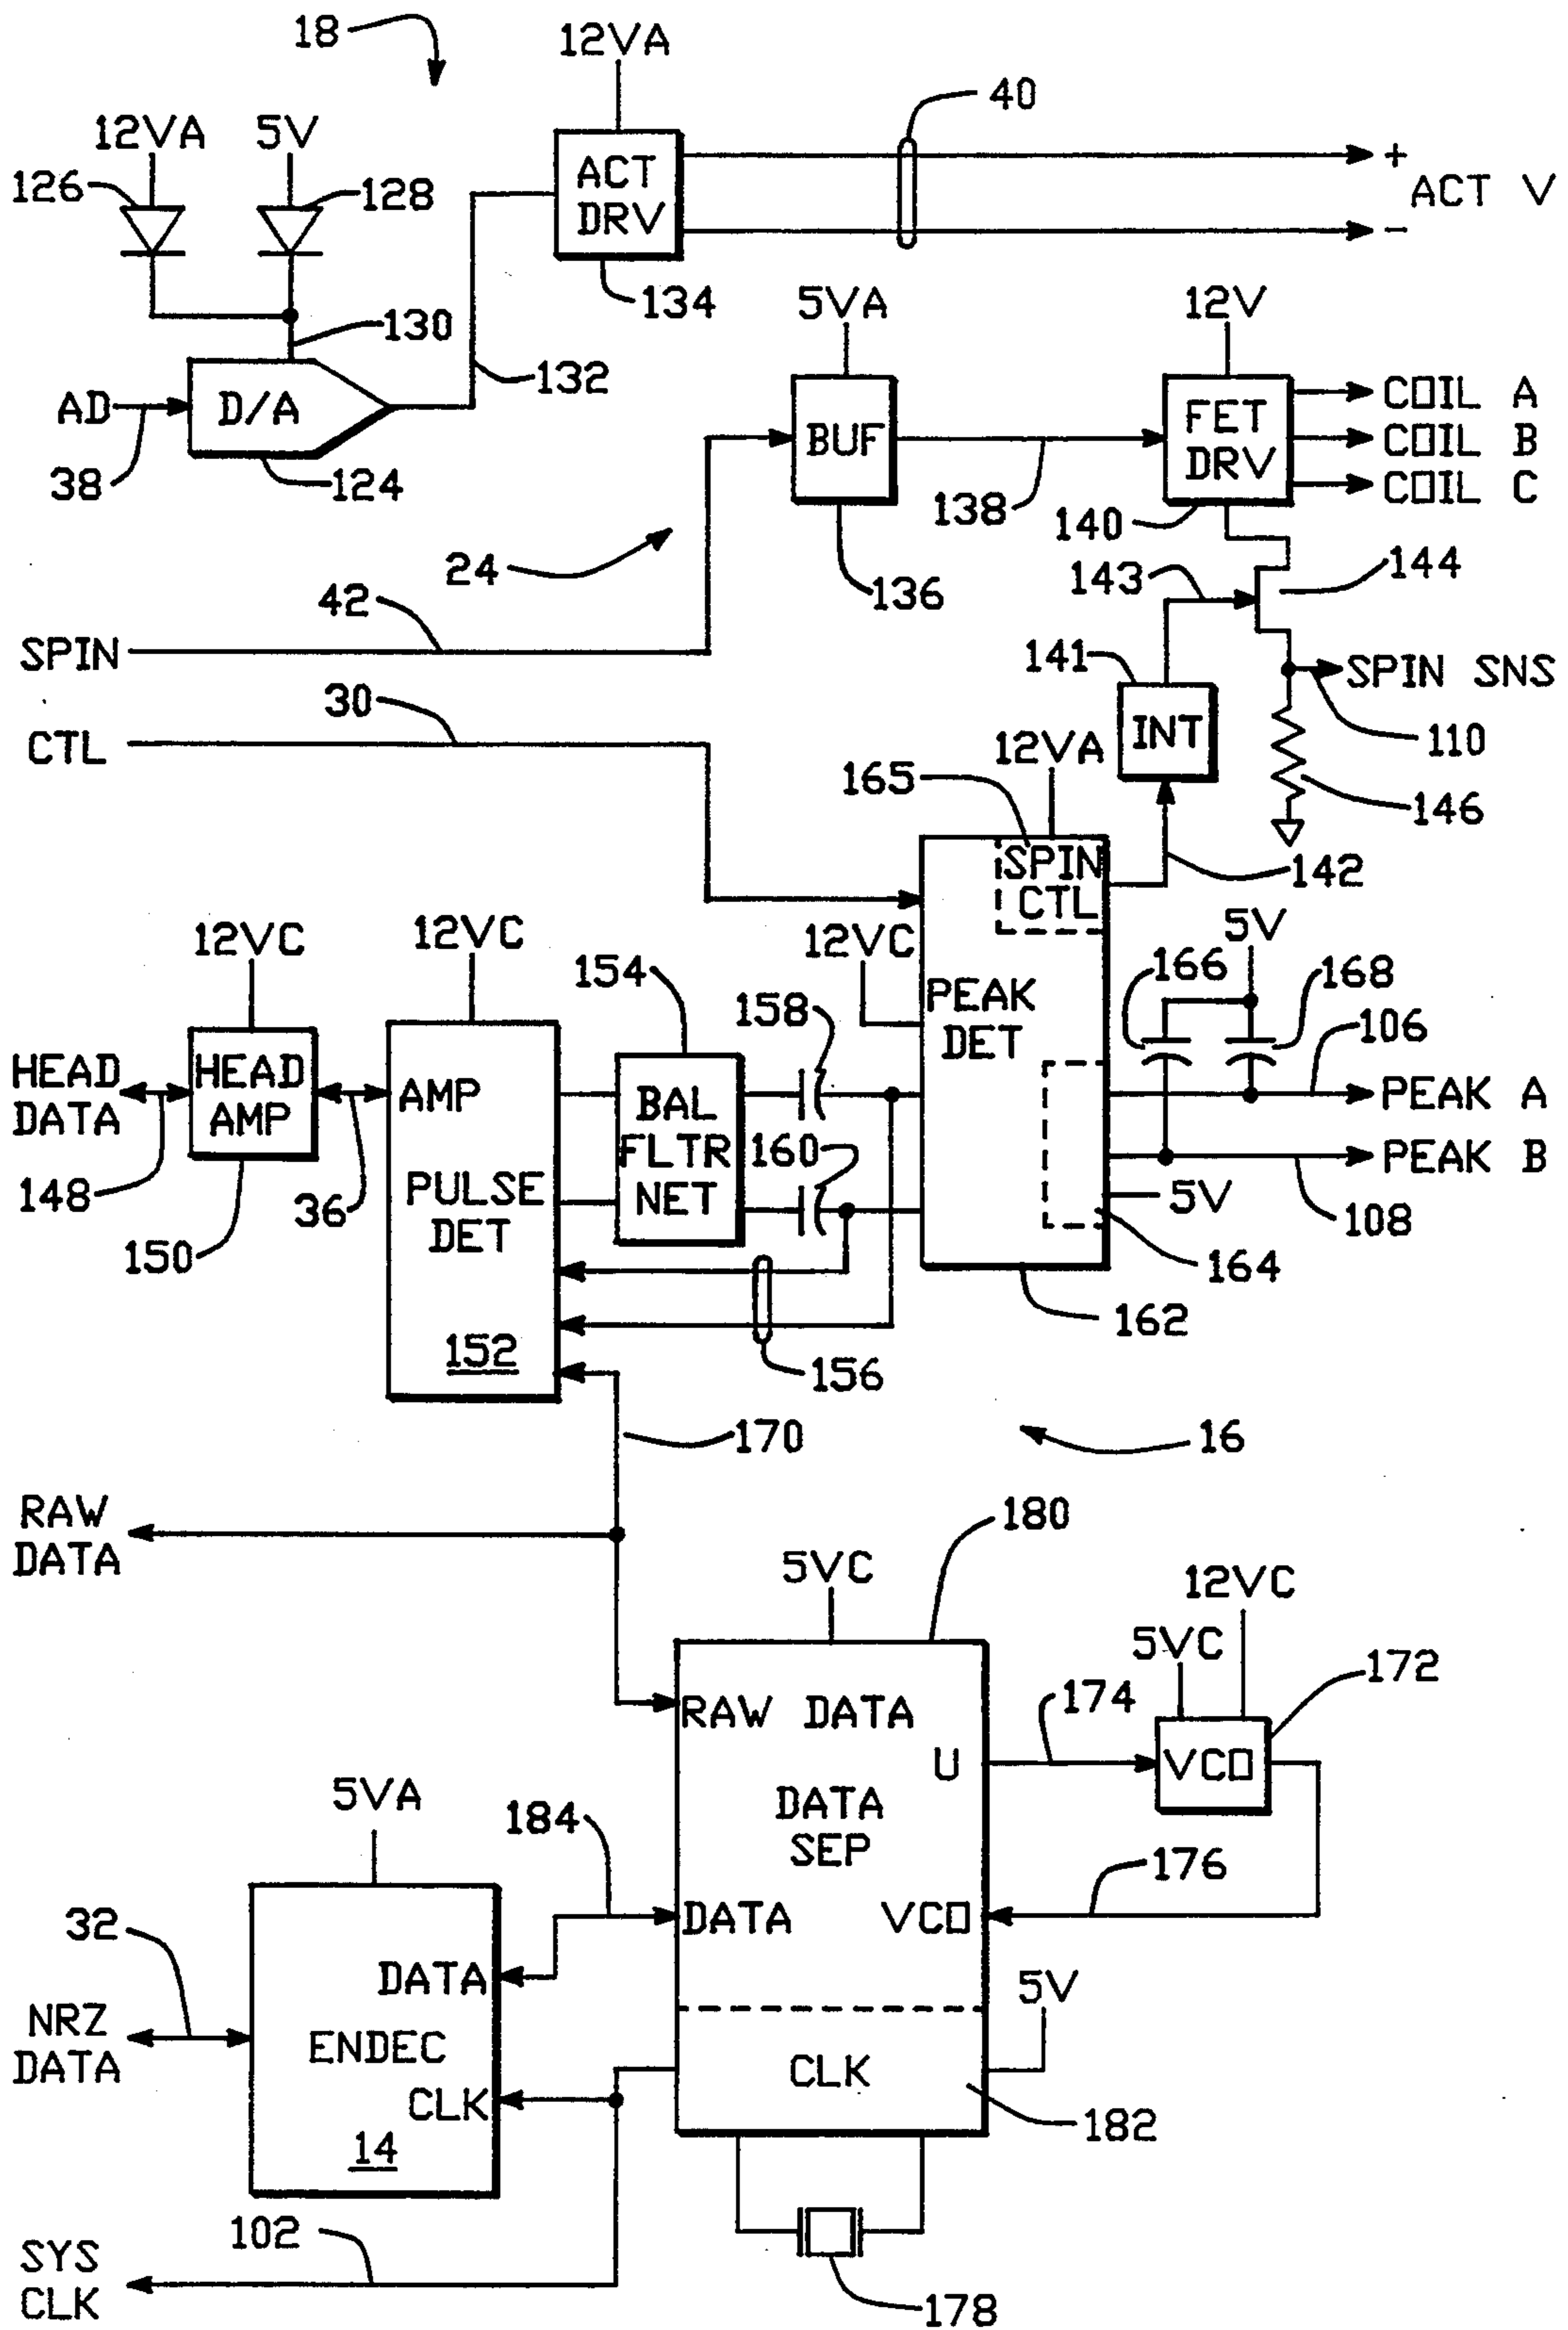 18
12VA
40
12VA
5V
126
128
ACT
DRV
+
ACT V
-
134
130
5VA
12V
132
AD
D/A
BUF
FET
DRV
COIL A
COIL B
COIL C
38
124
138
140
24
136
143
144
42
SPIN
141
SPIN SNS
30
CTL
INT
110
12VA
165
146
SPIN
CTL
142
12VC
12VC
12VC
5V
154
166
168
158
PEAK
DET
106
HEAD
DATA
HEAD
AMP
AMP
BAL
FLTR
NET
PEAK A
160
PEAK B
148
36
PULSE
DET
5V
108
150
164
162
152
156
170
16
RAW
DATA
180
5VC
12VC
5VC
172
RAW DATA
174
U
VCO
5VA
184
DATA
SEP
176
32
DATA
VCO
DATA
5V
NRZ
DATA
ENDEC
CLK
CLK
182
14
102
SYS
CLK
178